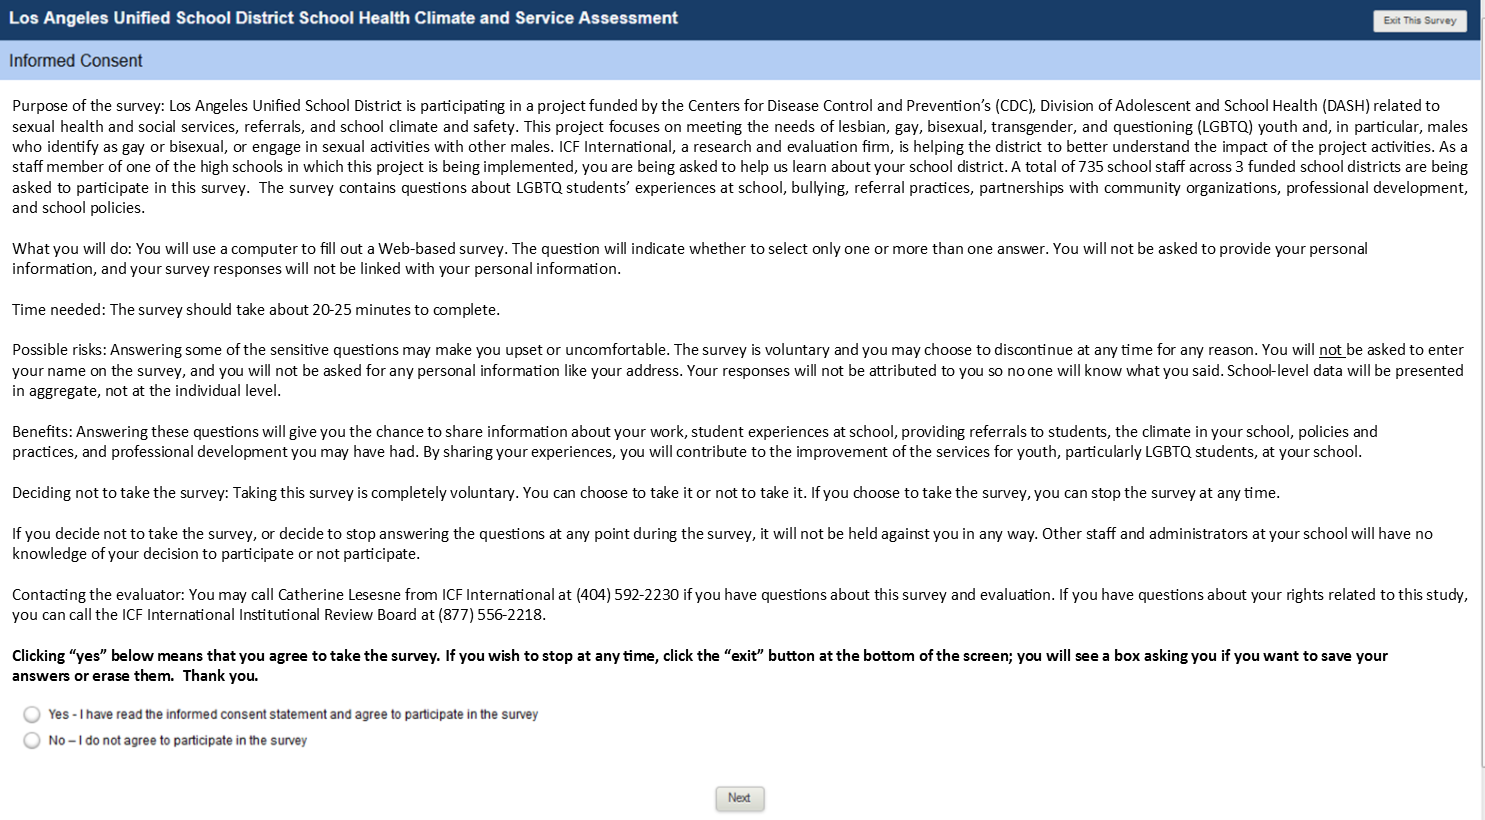 Los Angeles Unified School District School Health Climate and Service Assessment
Exit This Survey
Informed Consent
Purpose of the survey: Los Angeles Unified School District is participating in a project funded by the Centers for Disease Control and Prevention’s (CDC), Division of Adolescent and School Health (DASH) related to
sexual health and social services, referrals, and school climate and safety. This project focuses on meeting the needs of lesbian, gay, bisexual, transgender, and questioning (LGBTQ) youth and, in particular, males
who identify as gay or bisexual, or engage in sexual activities with other males. ICF International, a research and evaluation firm, is helping the district to better understand the impact of the project activities. As a
staff member of one of the high schools in which this project is being implemented, you are being asked to help us learn about your school district. A total of 735 school staff across 3 funded school districts are being
asked to participate in this survey.  The survey contains questions about LGBTQ students’ experiences at school, bullying, referral practices, partnerships with community organizations, professional development,
and school policies.
What you will do: You will use a computer to fill out a Web-based survey. The question will indicate whether to select only one or more than one answer. You will not be asked to provide your personal
information, and your survey responses will not be linked with your personal information.
Time needed: The survey should take about 20-25 minutes to complete.
Possible risks: Answering some of the sensitive questions may make you upset or uncomfortable. The survey is voluntary and you may choose to discontinue at any time for any reason. You will not be asked to enter
your name on the survey, and you will not be asked for any personal information like your address. Your responses will not be attributed to you so no one will know what you said. School-level data will be presented
in aggregate, not at the individual level.
Benefits: Answering these questions will give you the chance to share information about your work, student experiences at school, providing referrals to students, the climate in your school, policies and
practices, and professional development you may have had. By sharing your experiences, you will contribute to the improvement of the services for youth, particularly LGBTQ students, at your school.
Deciding not to take the survey: Taking this survey is completely voluntary. You can choose to take it or not to take it. If you choose to take the survey, you can stop the survey at any time.
If you decide not to take the survey, or decide to stop answering the questions at any point during the survey, it will not be held against you in any way. Other staff and administrators at your school will have no
knowledge of your decision to participate or not participate.
Contacting the evaluator: You may call Catherine Lesesne from ICF International at (404) 592-2230 if you have questions about this survey and evaluation. If you have questions about your rights related to this study,
you can call the ICF International Institutional Review Board at (877) 556-2218.
Clicking “yes” below means that you agree to take the survey. If you wish to stop at any time, click the “exit” button at the bottom of the screen; you will see a box asking you if you want to save your
answers or erase them.  Thank you.
Yes - I have read the informed consent statement and agree to participate in the survey
No – I do not agree to participate in the survey
Next